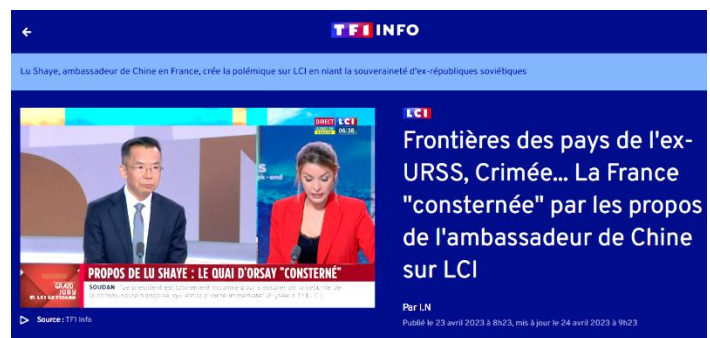 TF1 INFO
Lu Shaye, ambassadeur de Chine en France, crée la polémique sur LCI en niant la souveraineté d'ex-républiques soviétiques
DIRECT LCI
06:38
PROPOS DE LU SHAYE : LE QUAI D'ORSAY "CONSTERNÉ"
GRAND
JURY
SOUDAN
Source : TF1 Info
LCI
Frontières des pays de l'ex-
URSS, Crimée... La France
"consternée" par les propos
de l'ambassadeur de Chine
sur LCI
Par I.N
Publié le 23 avril 2023 à 8h23, mis à jour le 24 avril 2023 à 9h23